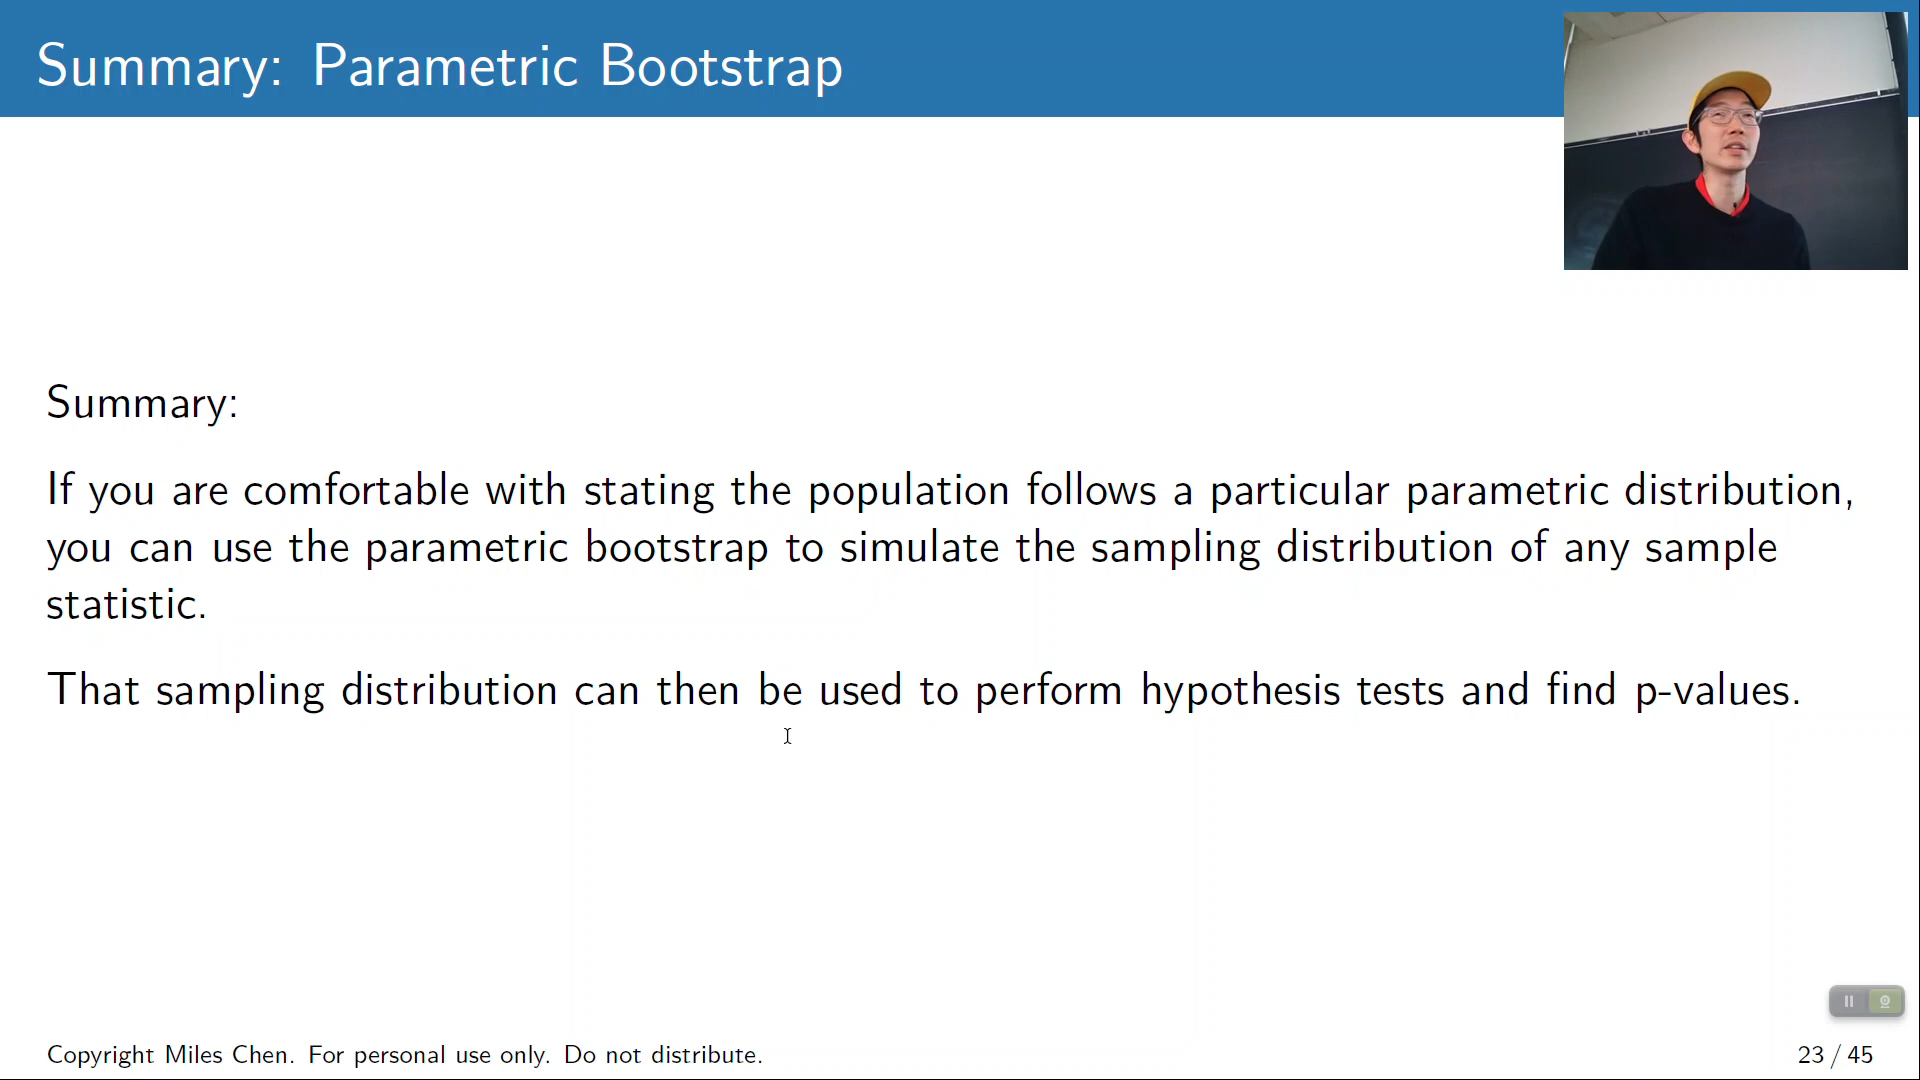 Summary: Parametric Bootstrap
Summary:
If you are comfortable with stating the population follows a particular parametric distribution,
you can use the parametric bootstrap to simulate the sampling distribution of any sample
statistic.
That sampling distribution can then be used to perform hypothesis tests and find p-values.
Copyright Miles Chen. For personal use only. Do not distribute.
23 / 45